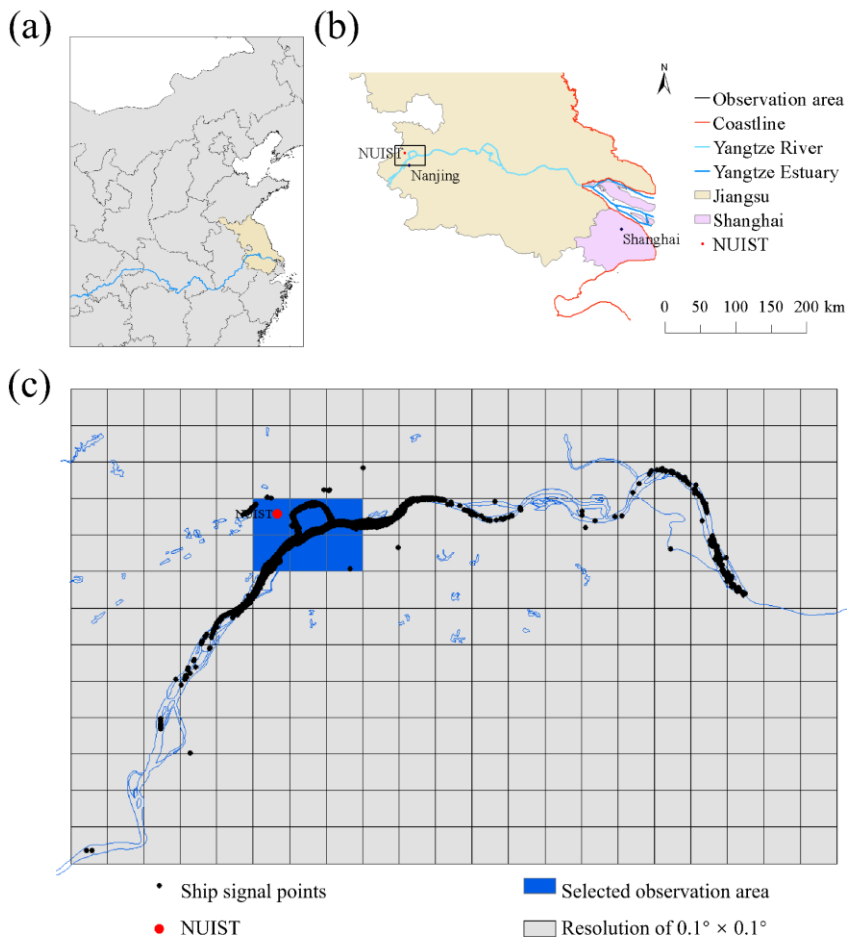 (a)
(b)
N
NUIST
Nanjing
Shanghai
Observation area
Coastline
Yangtze River
Yangtze Estuary
Jiangsu
Shanghai
NUIST
0 50 100 150 200 km
(c)
NUIST
Ship signal points
NUIST
Selected observation area
Resolution of 0.1° × 0.1°